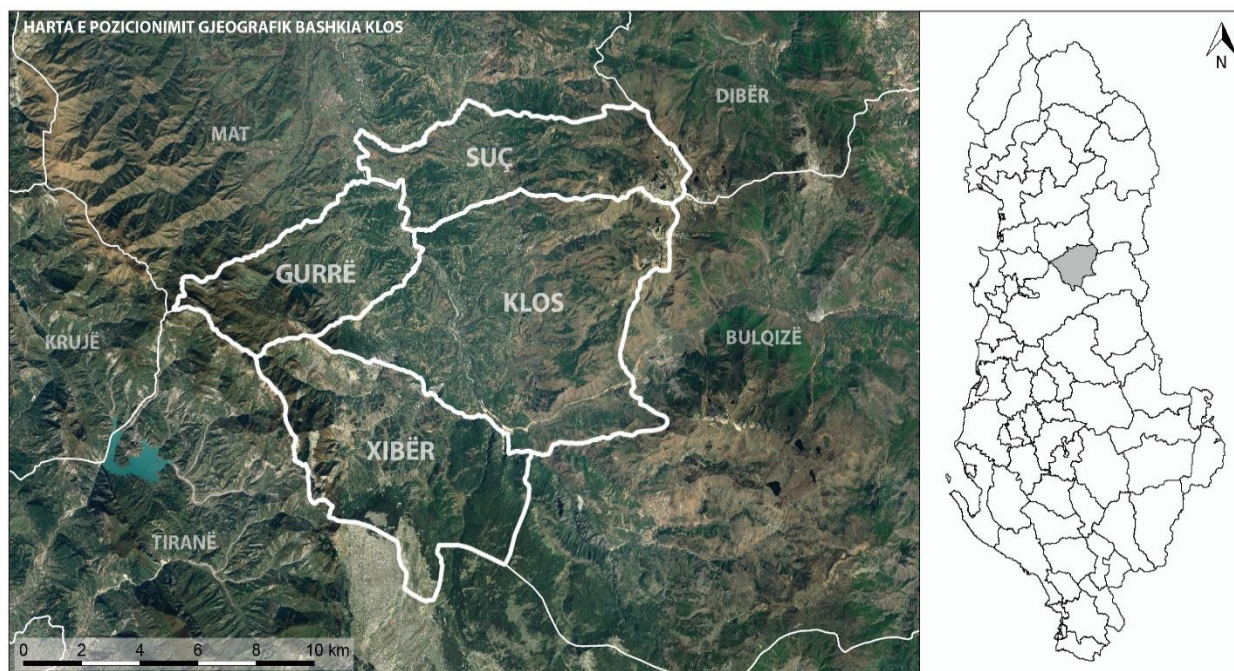 HARTA E POZICIONIMIT GJEOGRAFIK BASHKIA KLOS
N
DIBËR
MAT
SUÇ
GURRË
KLOS
KRUJË
BULQIZË
XIBËR
TIRANË
0 2 4 6 8 10 km